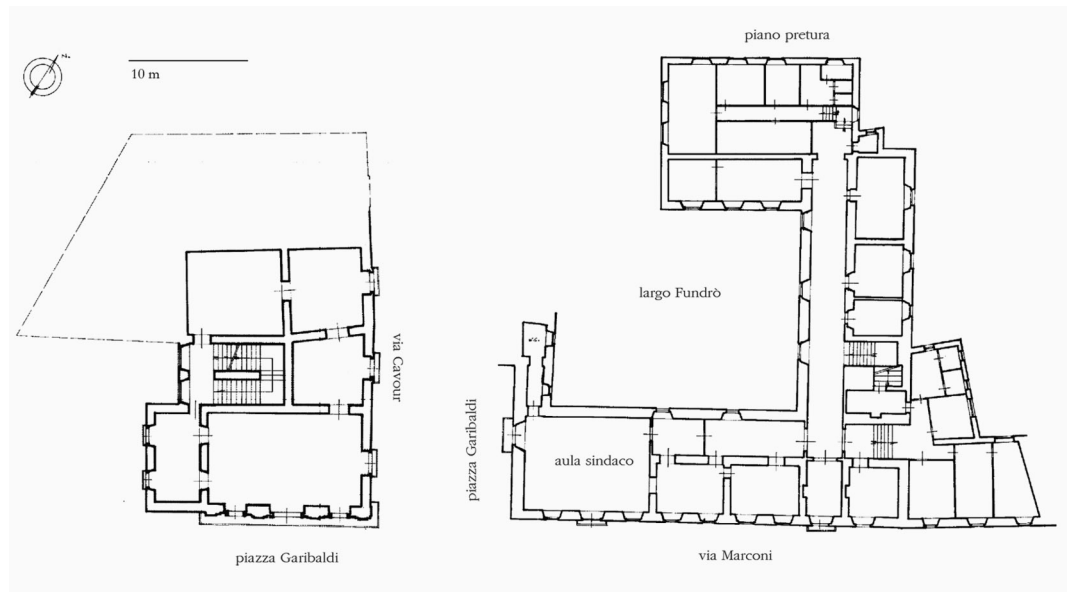 piano pretura
10 m
largo Fundrò
via Cavour
piazza Garibaldi
aula sindaco
piazza Garibaldi
via Marconi